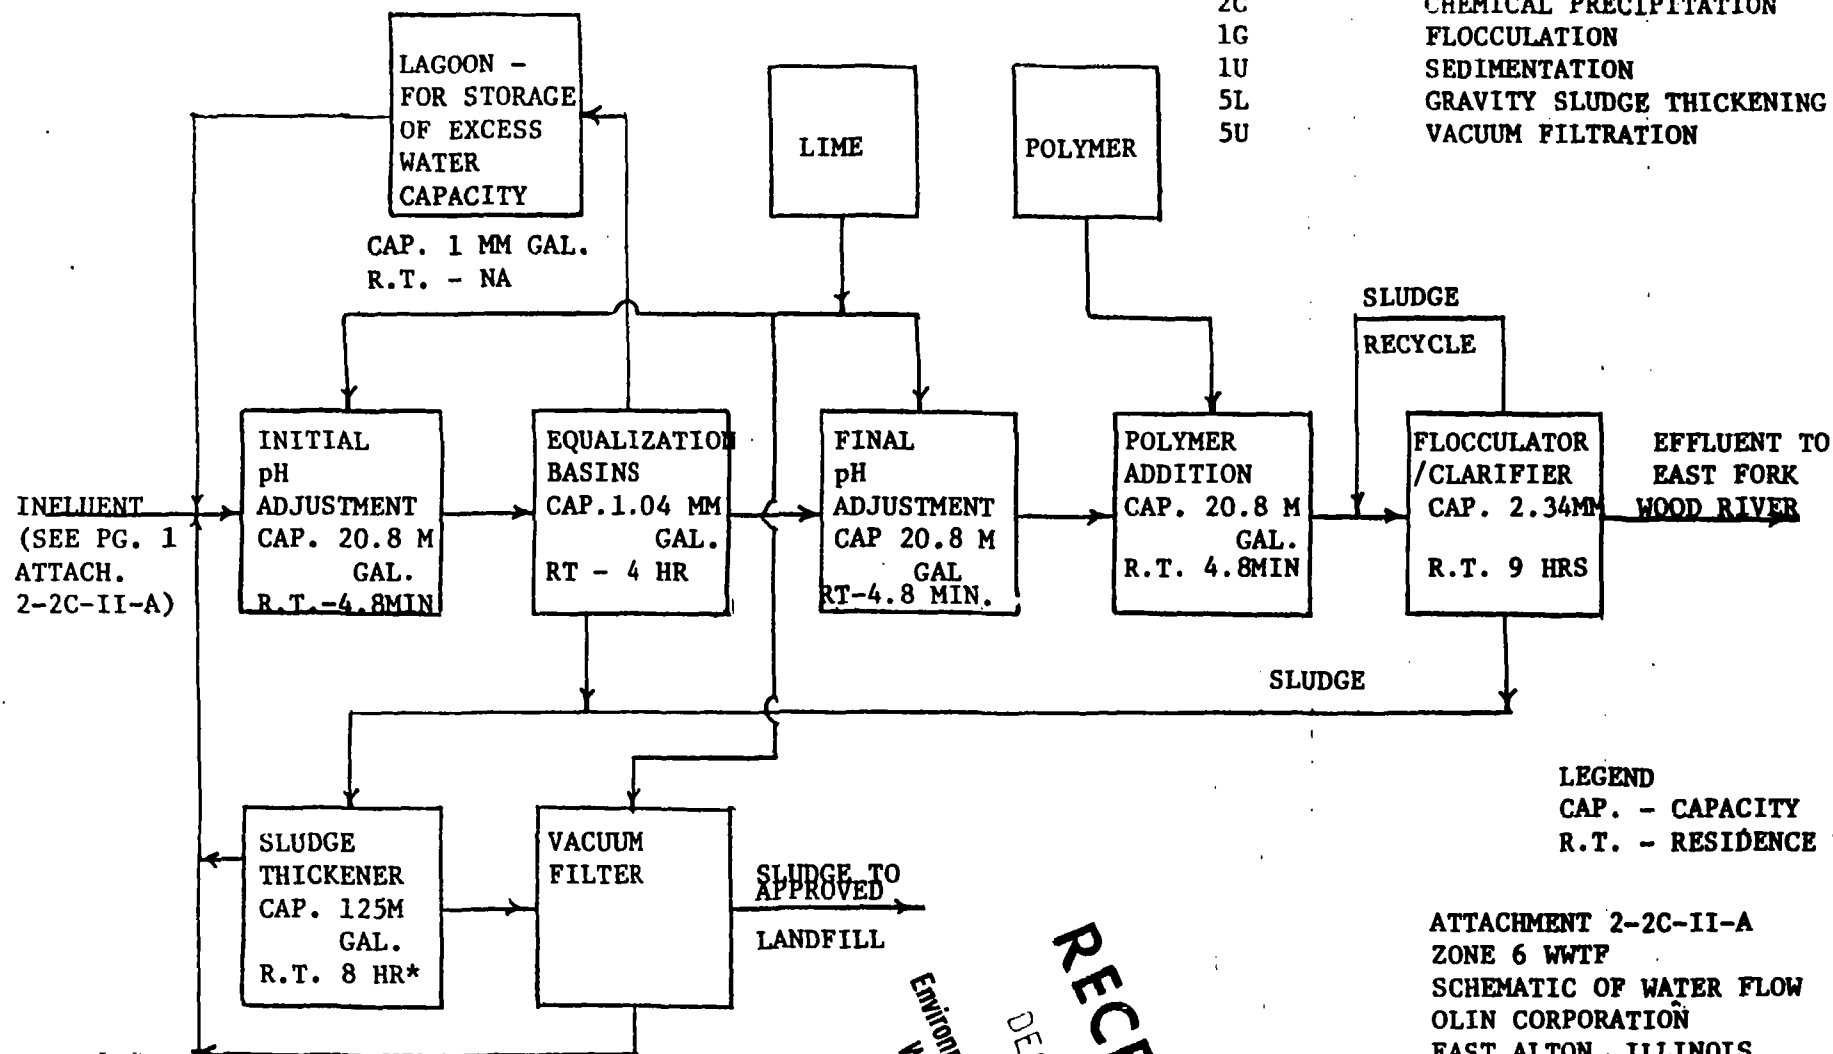 2C CHEMICAL PRECIPITATION
1G FLOCCULATION
1U SEDIMENTATION
5L GRAVITY SLUDGE THICKENING
5U VACUUM FILTRATION
LAGOON -
FOR STORAGE
OF EXCESS
WATER
CAPACITY
CAP. 1 MM GAL.
R.T. - NA
LIME
POLYMER
SLUDGE
RECYCLE
INFLUENT
(SEE PG. 1
ATTACH.
2-2C-II-A)
INITIAL
pH
ADJUSTMENT
CAP. 20.8 M
GAL.
R.T.-4.8MIN
EQUALIZATION
BASINS
CAP.1.04 MM
GAL.
RT - 4 HR
FINAL
pH
ADJUSTMENT
CAP 20.8 M
GAL
RT-4.8 MIN.
POLYMER
ADDITION
CAP. 20.8 M
GAL.
R.T. 4.8MIN
FLOCCULATOR
/CLARIFIER
CAP. 2.34MM
R.T. 9 HRS
EFFLUENT TO
EAST FORK
WOOD RIVER
SLUDGE
SLUDGE
THICKENER
CAP. 125M
GAL.
R.T. 8 HR*
VACUUM
FILTER
SLUDGE TO
APPROVED
LANDFILL
LEGEND
CAP. - CAPACITY
R.T. - RESIDENCE
ATTACHMENT 2-2C-II-A
ZONE 6 WWTF
SCHEMATIC OF WATER FLOW
OLIN CORPORATION
EAST ALTON, ILLINOIS